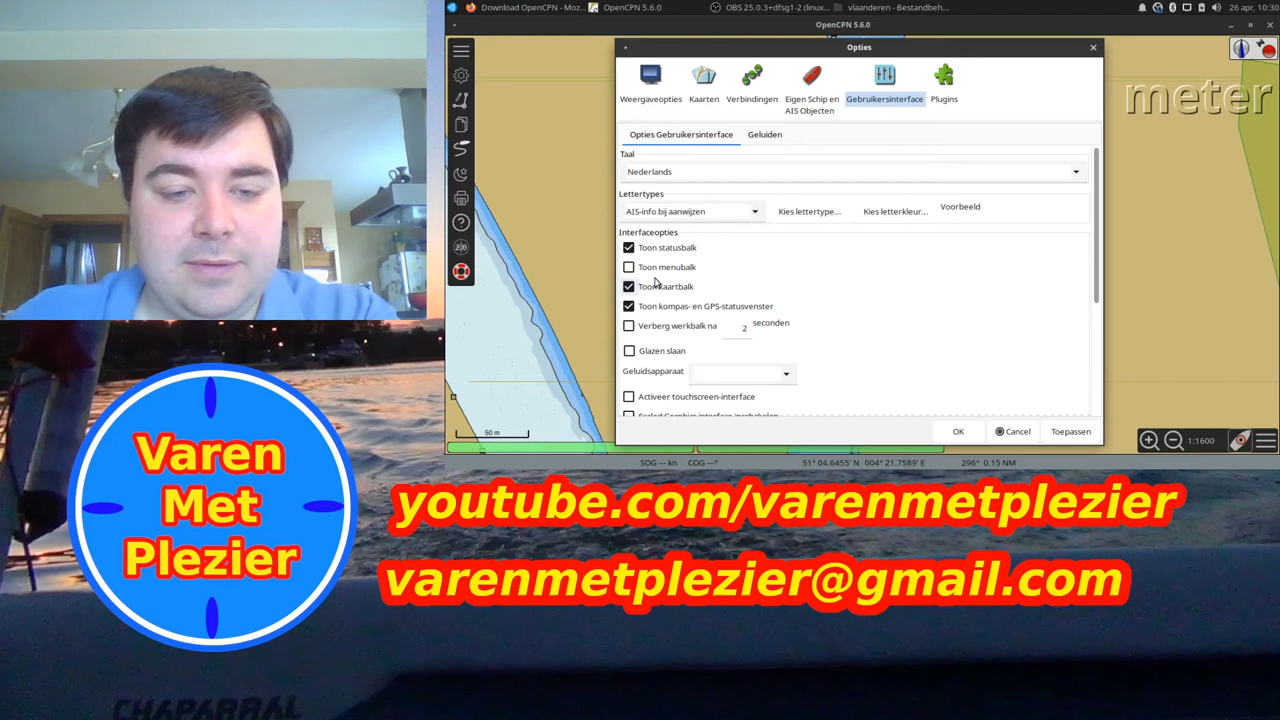 Download OpenCPN - Moz...
OpenCPN 5.6.0
OBS 25.0.3+dfsg1-2 (linux...
vlaanderen - Bestandbeh...
26 apr, 10:30
OpenCPN 5.6.0
Opties
Weergaveopties
Kaarten
Verbindingen
Eigen Schip en
AIS Objecten
Gebruikersinterface
Plugins
meter
Opties Gebruikersinterface
Geluiden
Taal
Nederlands
Lettertypes
AIS-info bij aanwijzen
Kies lettertype...
Kies letterkleur...
Voorbeeld
Interfaceopties
Toon statusbalk
Toon menubalk
Toon kaartbalk
Toon kompas- en GPS-statusvenster
Verberg werkbalk na 2 seconden
Glazen slaan
Geluidsapparaat
Activeer touchscreen-interface
Scaled Graphics interface inschakelen
OK
Cancel
Toepassen
50 m
1:1600
SOG --- kn COG ---°
51° 04.6455' N 004° 21.7589' E
296° 0.15 NM
Varen
Met
Plezier
youtube.com/varenmetplezier
varenmetplezier@gmail.com
CHAPARRAL